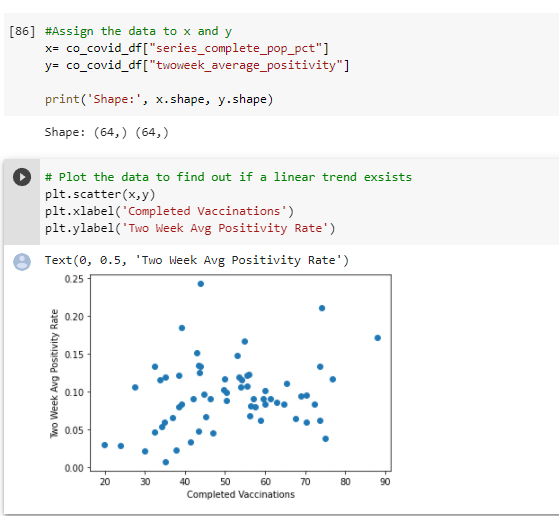 [86] #Assign the data to x and y
x= co_covid_df["series_complete_pop_pct"]
y= co_covid_df["twoweek_average_positivity"]
print('Shape:', x.shape, y.shape)
Shape: (64,) (64,)
# Plot the data to find out if a linear trend exsists
plt.scatter(x,y)
plt.xlabel('Completed Vaccinations')
plt.ylabel('Two Week Avg Positivity Rate')
Text(0, 0.5, 'Two Week Avg Positivity Rate')
Two Week Avg Positivity Rate
0.25
0.20
0.15
0.10
0.05
0.00
20 30 40 50 60 70 80 90
Completed Vaccinations